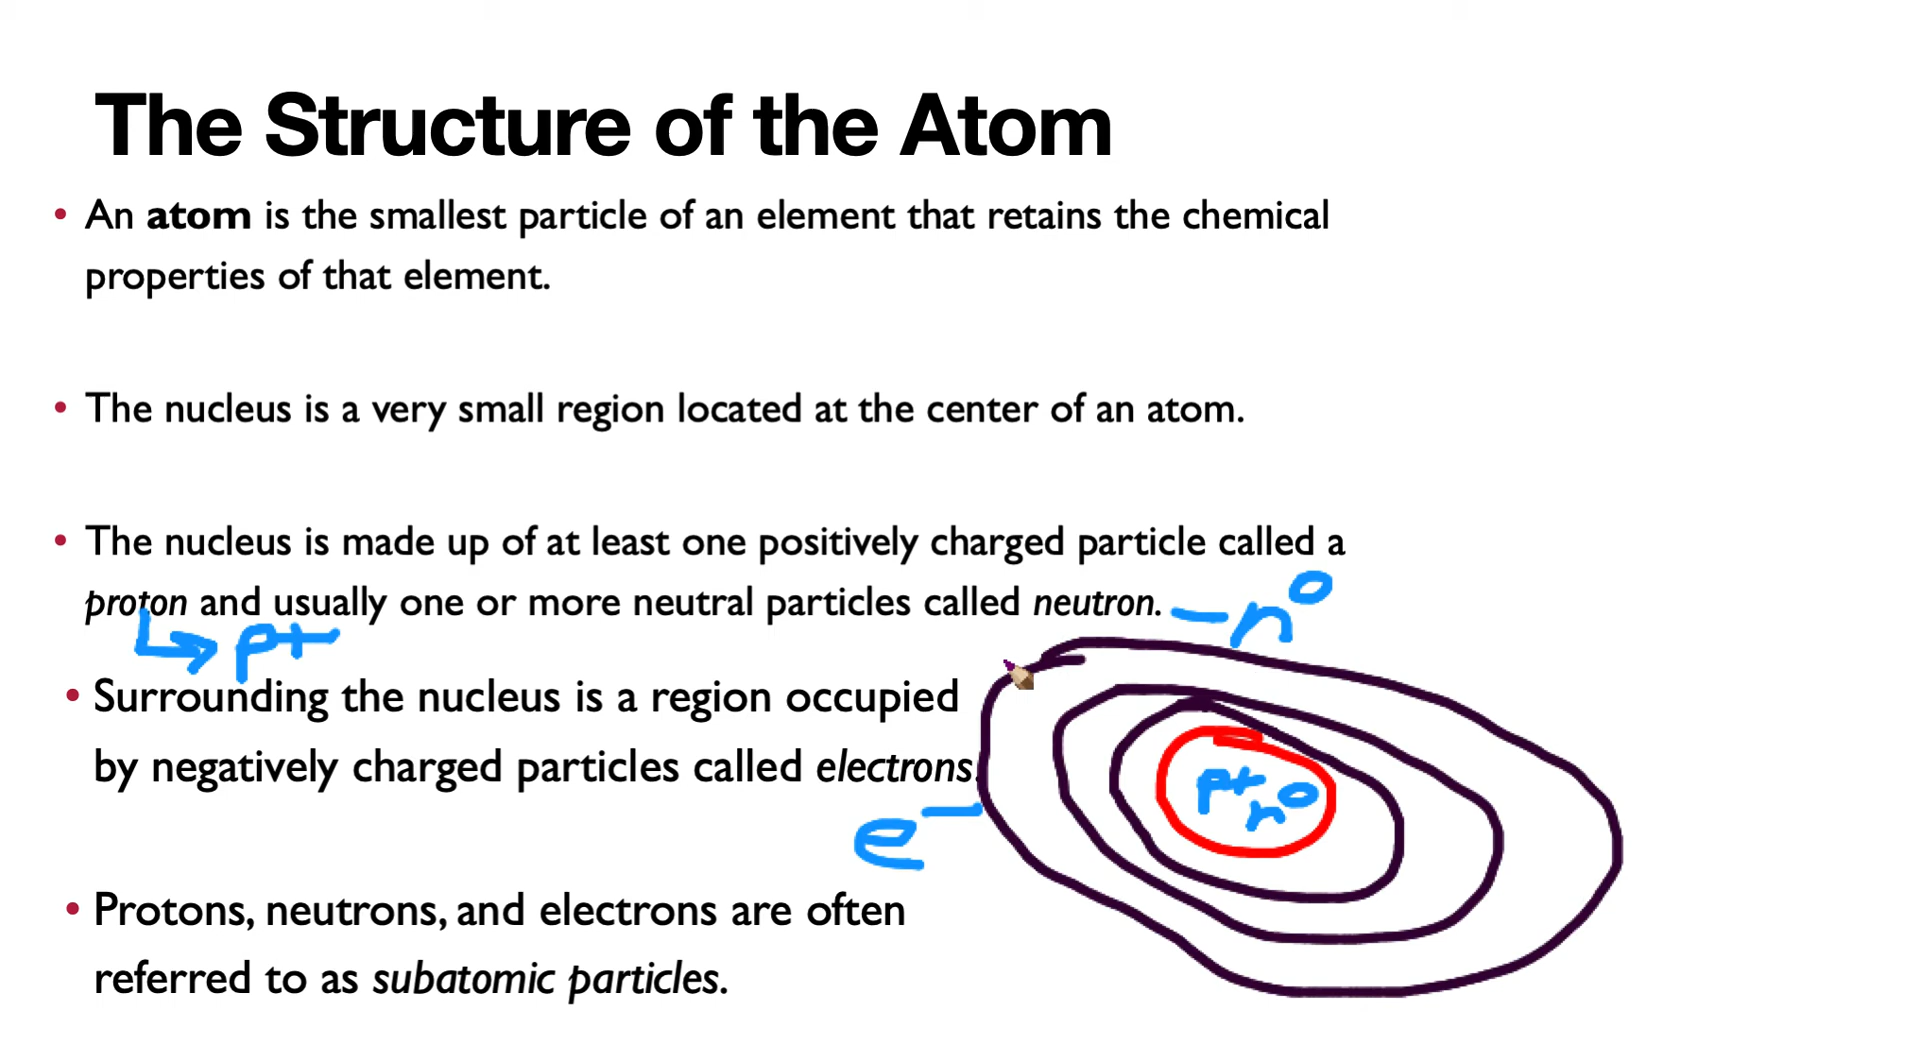 The Structure of the Atom
• An atom is the smallest particle of an element that retains the chemical
properties of that element.
• The nucleus is a very small region located at the center of an atom.
• The nucleus is made up of at least one positively charged particle called a
proton and usually one or more neutral particles called neutron. – n⁰
↳ p+
• Surrounding the nucleus is a region occupied
by negatively charged particles called electrons.
p+
n⁰
e⁻
• Protons, neutrons, and electrons are often
referred to as subatomic particles.